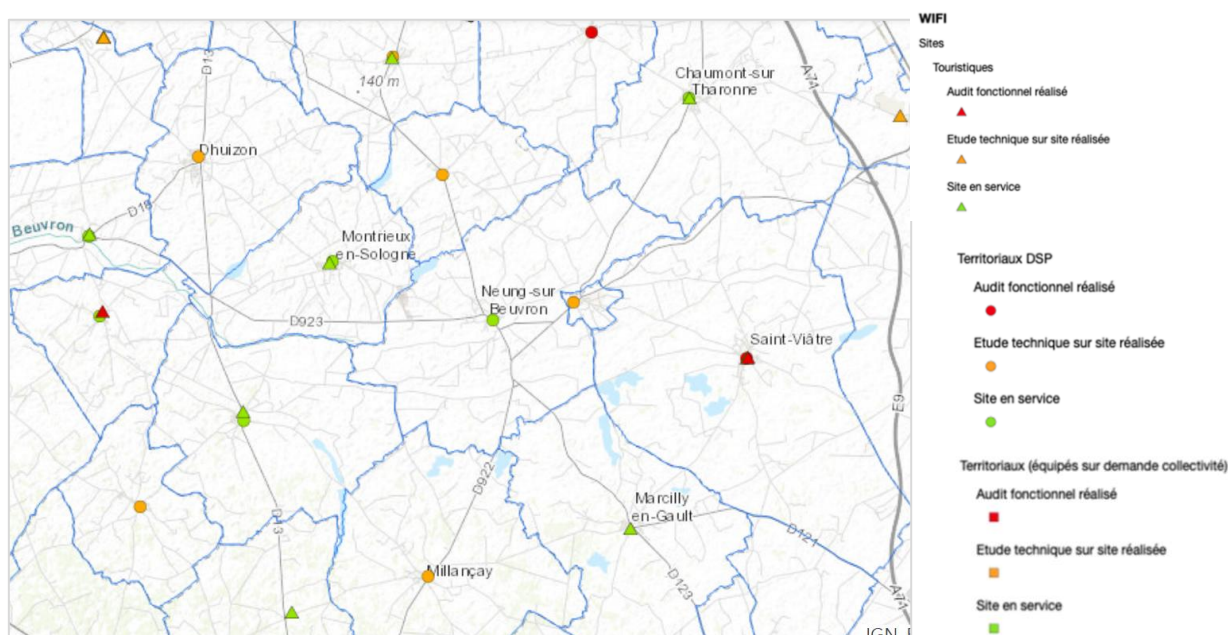 WIFI
Sites
Touristiques
Audit fonctionnel réalisé
Etude technique sur site réalisée
Site en service
Territoriaux DSP
Audit fonctionnel réalisé
Etude technique sur site réalisée
Site en service
Territoriaux (équipés sur demande collectivité)
Audit fonctionnel réalisé
Etude technique sur site réalisée
Site en service
D13
140 m
Chaumont-sur
Tharonne
A71
Dhuizon
D18
Beuvron
Montrieux
en-Sologne
Neung-sur
Beuvron
D923
Saint-Viâtre
E9
D922
Marcilly
en-Gault
D13
D121
Millançay
D123
A71
IGN